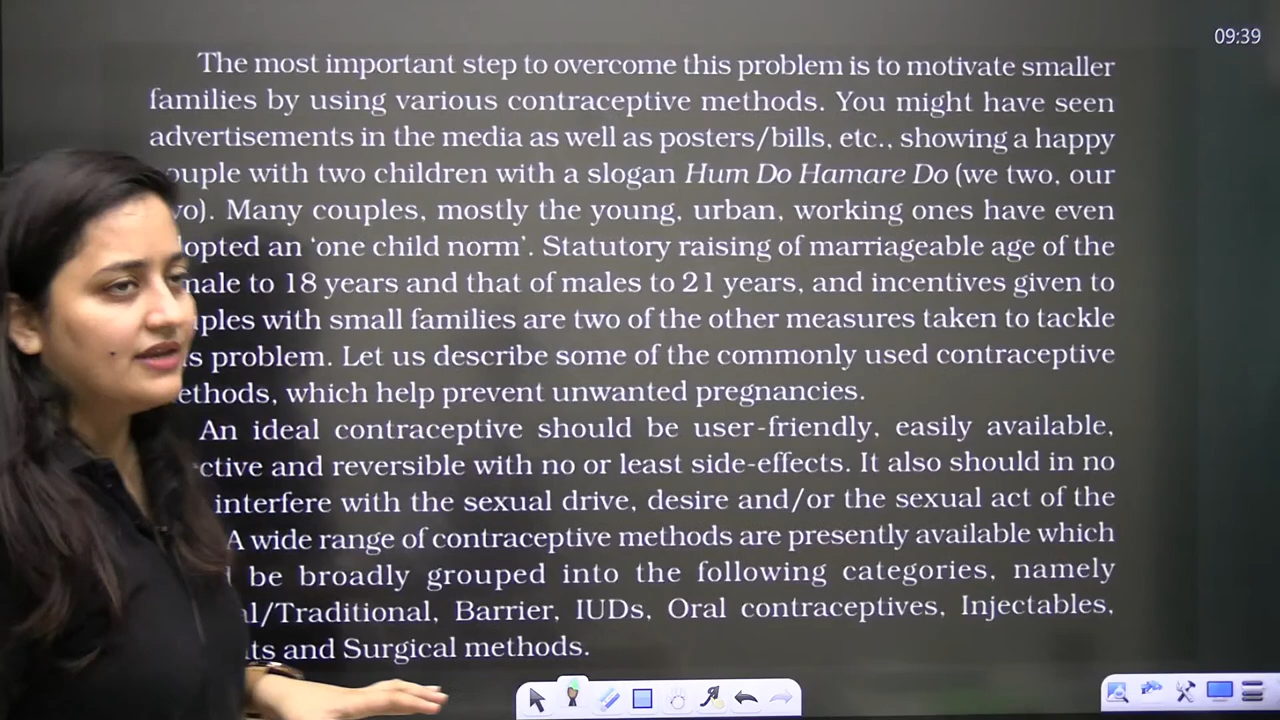 09:39
The most important step to overcome this problem is to motivate smaller
families by using various contraceptive methods. You might have seen
advertisements in the media as well as posters/bills, etc., showing a happy
ouple with two children with a slogan Hum Do Hamare Do (we two, our
wo). Many couples, mostly the young, urban, working ones have even
dopted an ‘one child norm’. Statutory raising of marriageable age of the
male to 18 years and that of males to 21 years, and incentives given to
ples with small families are two of the other measures taken to tackle
s problem. Let us describe some of the commonly used contraceptive
ethods, which help prevent unwanted pregnancies.
An ideal contraceptive should be user-friendly, easily available,
ctive and reversible with no or least side-effects. It also should in no
interfere with the sexual drive, desire and/or the sexual act of the
A wide range of contraceptive methods are presently available which
be broadly grouped into the following categories, namely
al/Traditional, Barrier, IUDs, Oral contraceptives, Injectables,
ts and Surgical methods.